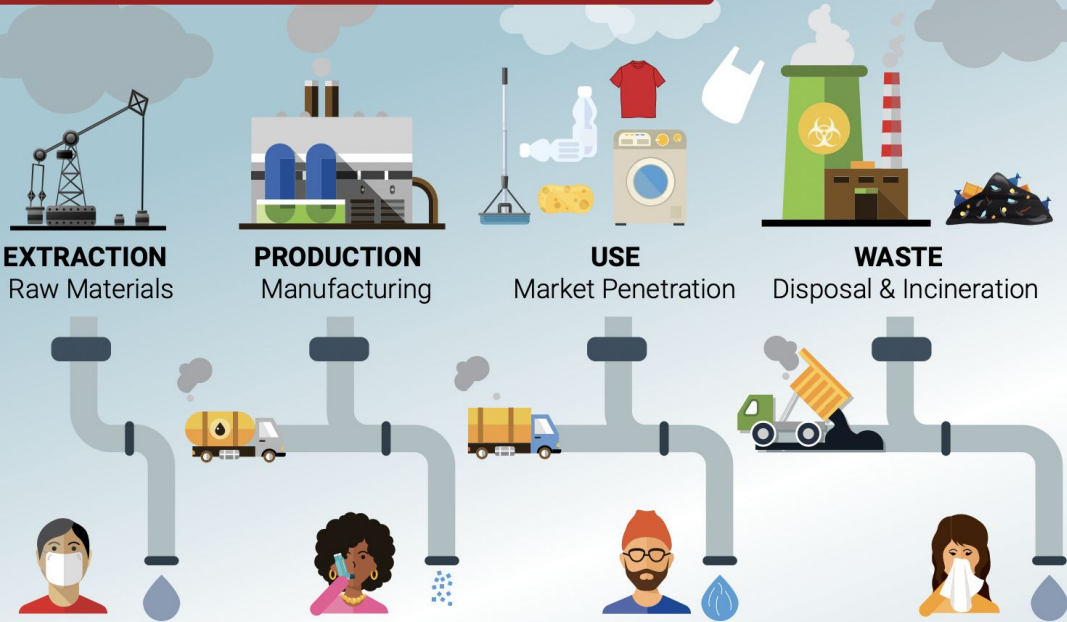 EXTRACTION
Raw Materials
PRODUCTION
Manufacturing
USE
Market Penetration
WASTE
Disposal & Incineration